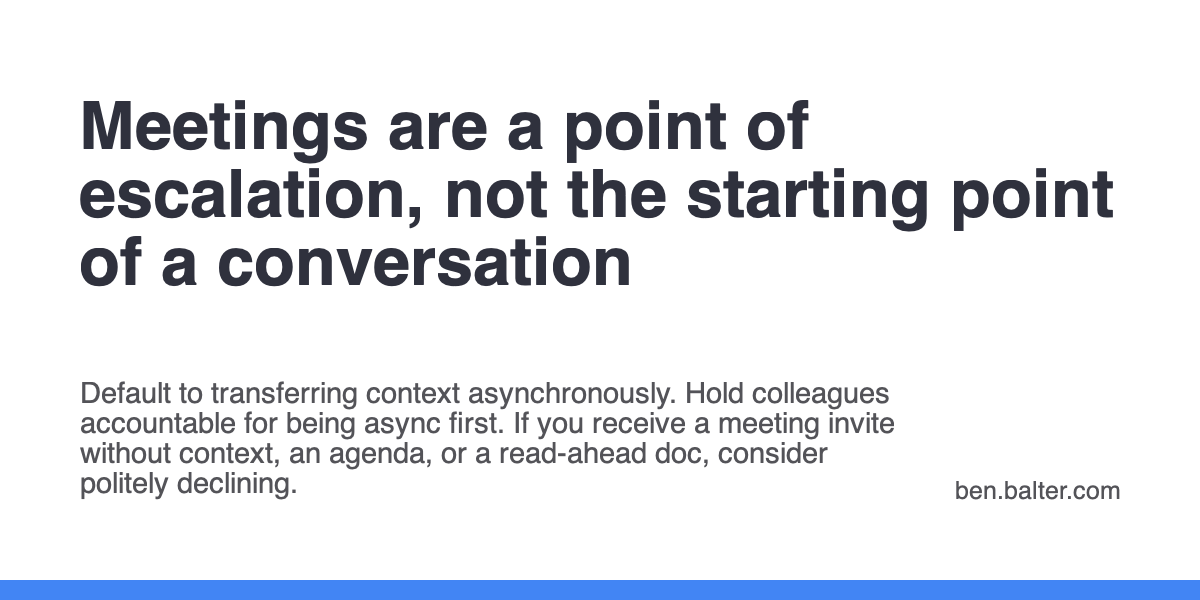 Meetings are a point of
escalation, not the starting point
of a conversation
Default to transferring context asynchronously. Hold colleagues
accountable for being async first. If you receive a meeting invite
without context, an agenda, or a read-ahead doc, consider
politely declining.
ben.balter.com